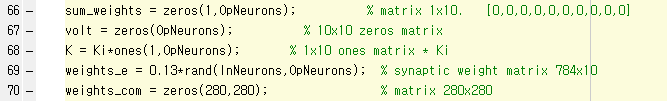 66 - sum_weights = zeros(1,OpNeurons); % matrix 1x10. [0,0,0,0,0,0,0,0,0,0]
67 - volt = zeros(OpNeurons); % 10x10 zeros matrix
68 - K = Ki*ones(1,OpNeurons); % 1x10 ones matrix * Ki
69 - weights_e = 0.13*rand(InNeurons,OpNeurons); % synaptic weight matrix 784x10
70 - weights_com = zeros(280,280); % matrix 280x280